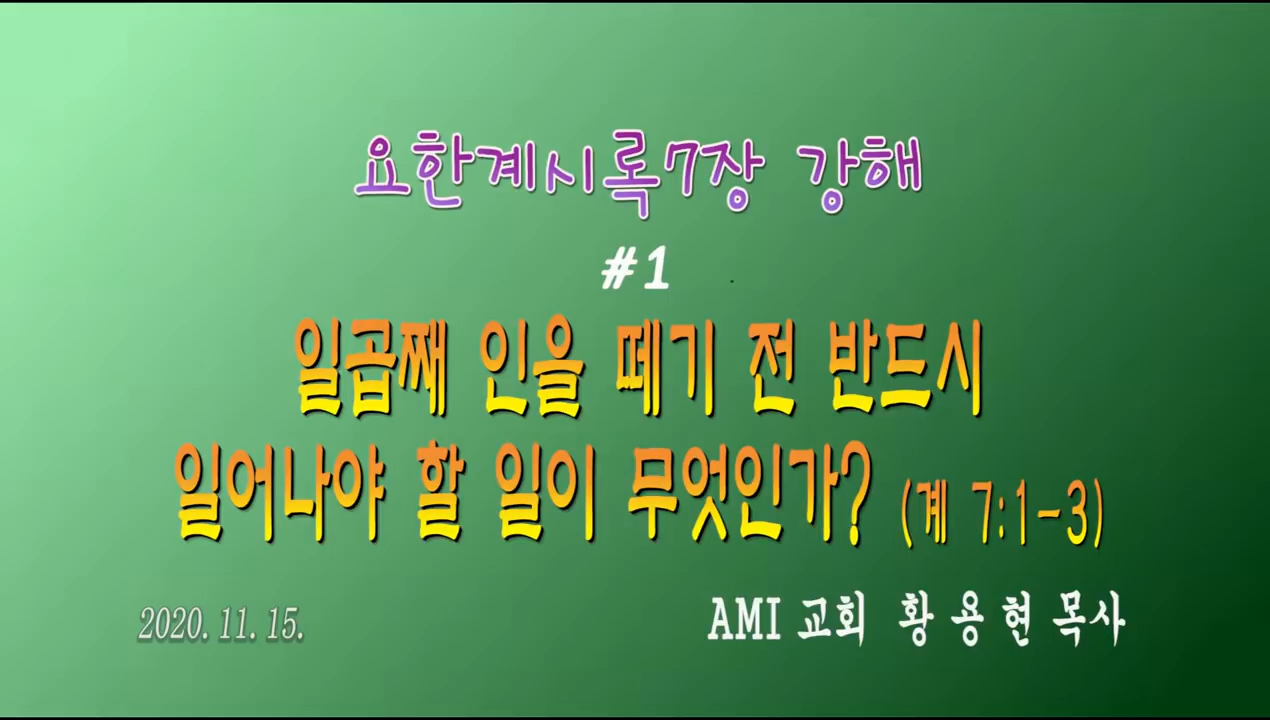 요한계시록7장 강해
#1
일곱째 인을 떼기 전 반드시
일어나야 할 일이 무엇인가? (계 7:1-3)
2020. 11. 15.
AMI 교회 황 용 현 목사